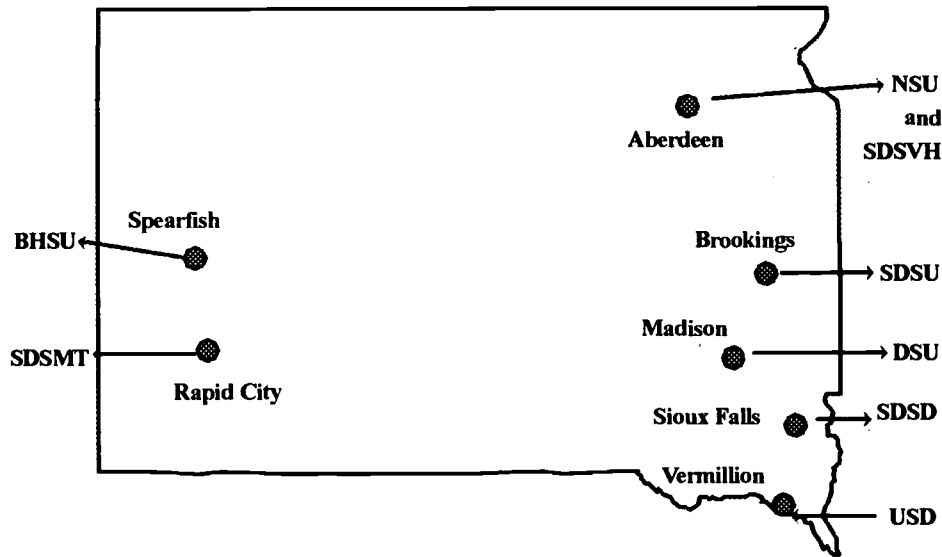 NSU
and
SDSVH
Aberdeen
Spearfish
BHSU
Brookings
SDSU
Madison
DSU
SDSMT
Rapid City
Sioux Falls
SDSD
Vermillion
USD